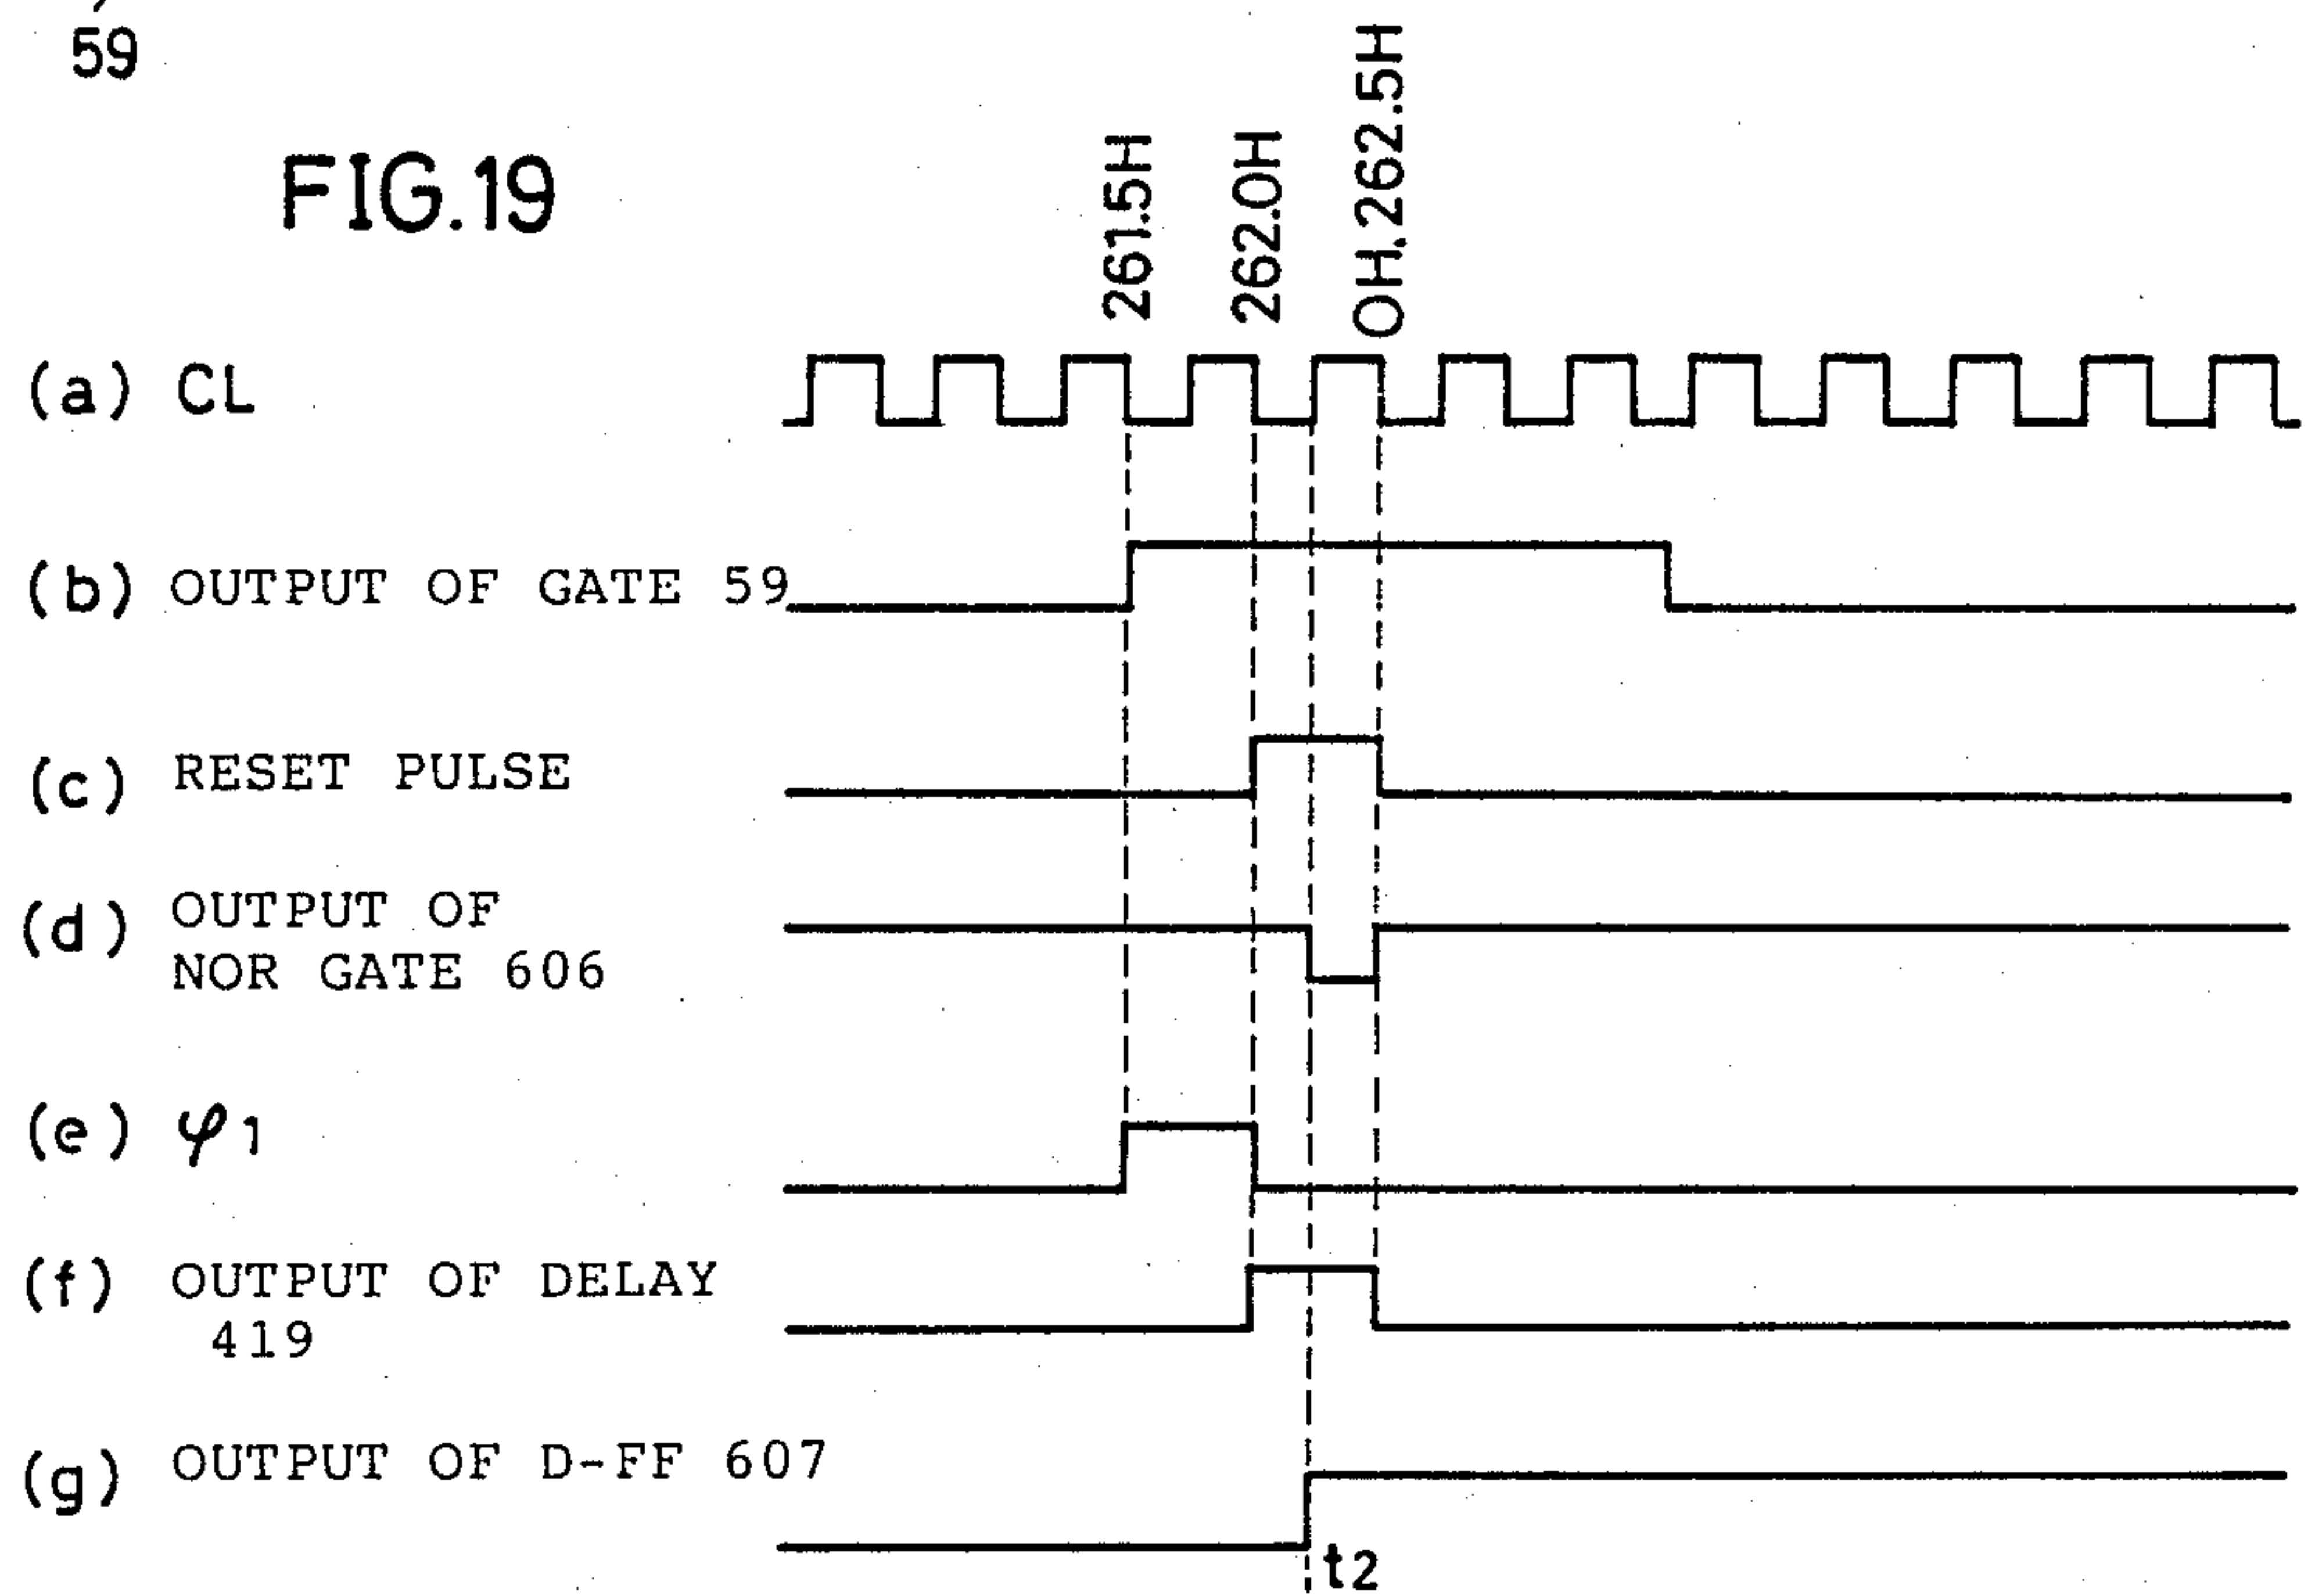 59
FIG.19
261.5H
262.0H
OH,262.5H
(a) CL
(b) OUTPUT OF GATE 59
(c) RESET PULSE
(d) OUTPUT OF
NOR GATE 606
(e) φ1
(f) OUTPUT OF DELAY
419
(g) OUTPUT OF D-FF 607
t2